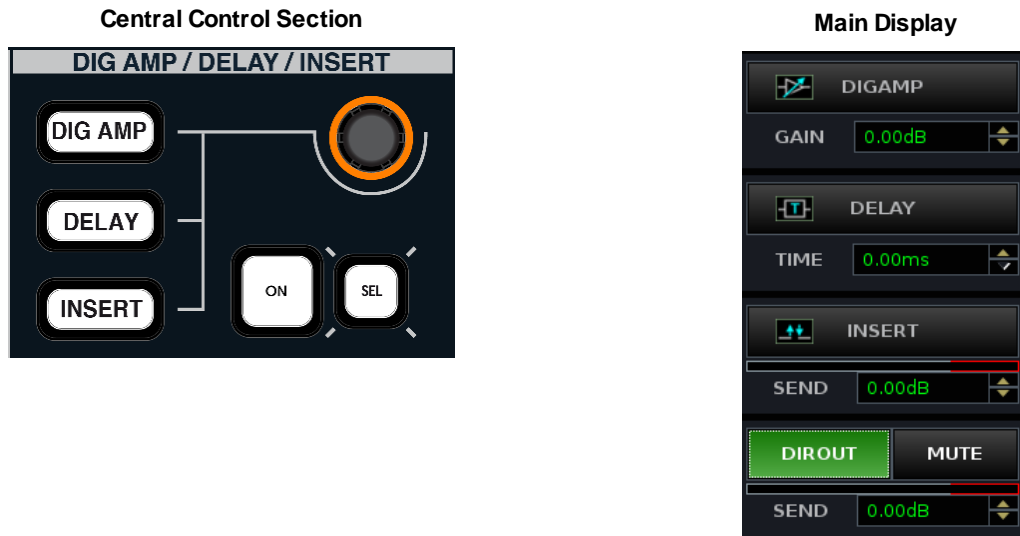 Central Control Section
DIG AMP / DELAY / INSERT
DIG AMP
DELAY
INSERT
ON
SEL
Main Display
DIGAMP
GAIN 0.00dB
T DELAY
TIME 0.00ms
INSERT
SEND 0.00dB
DIROUT MUTE
SEND 0.00dB